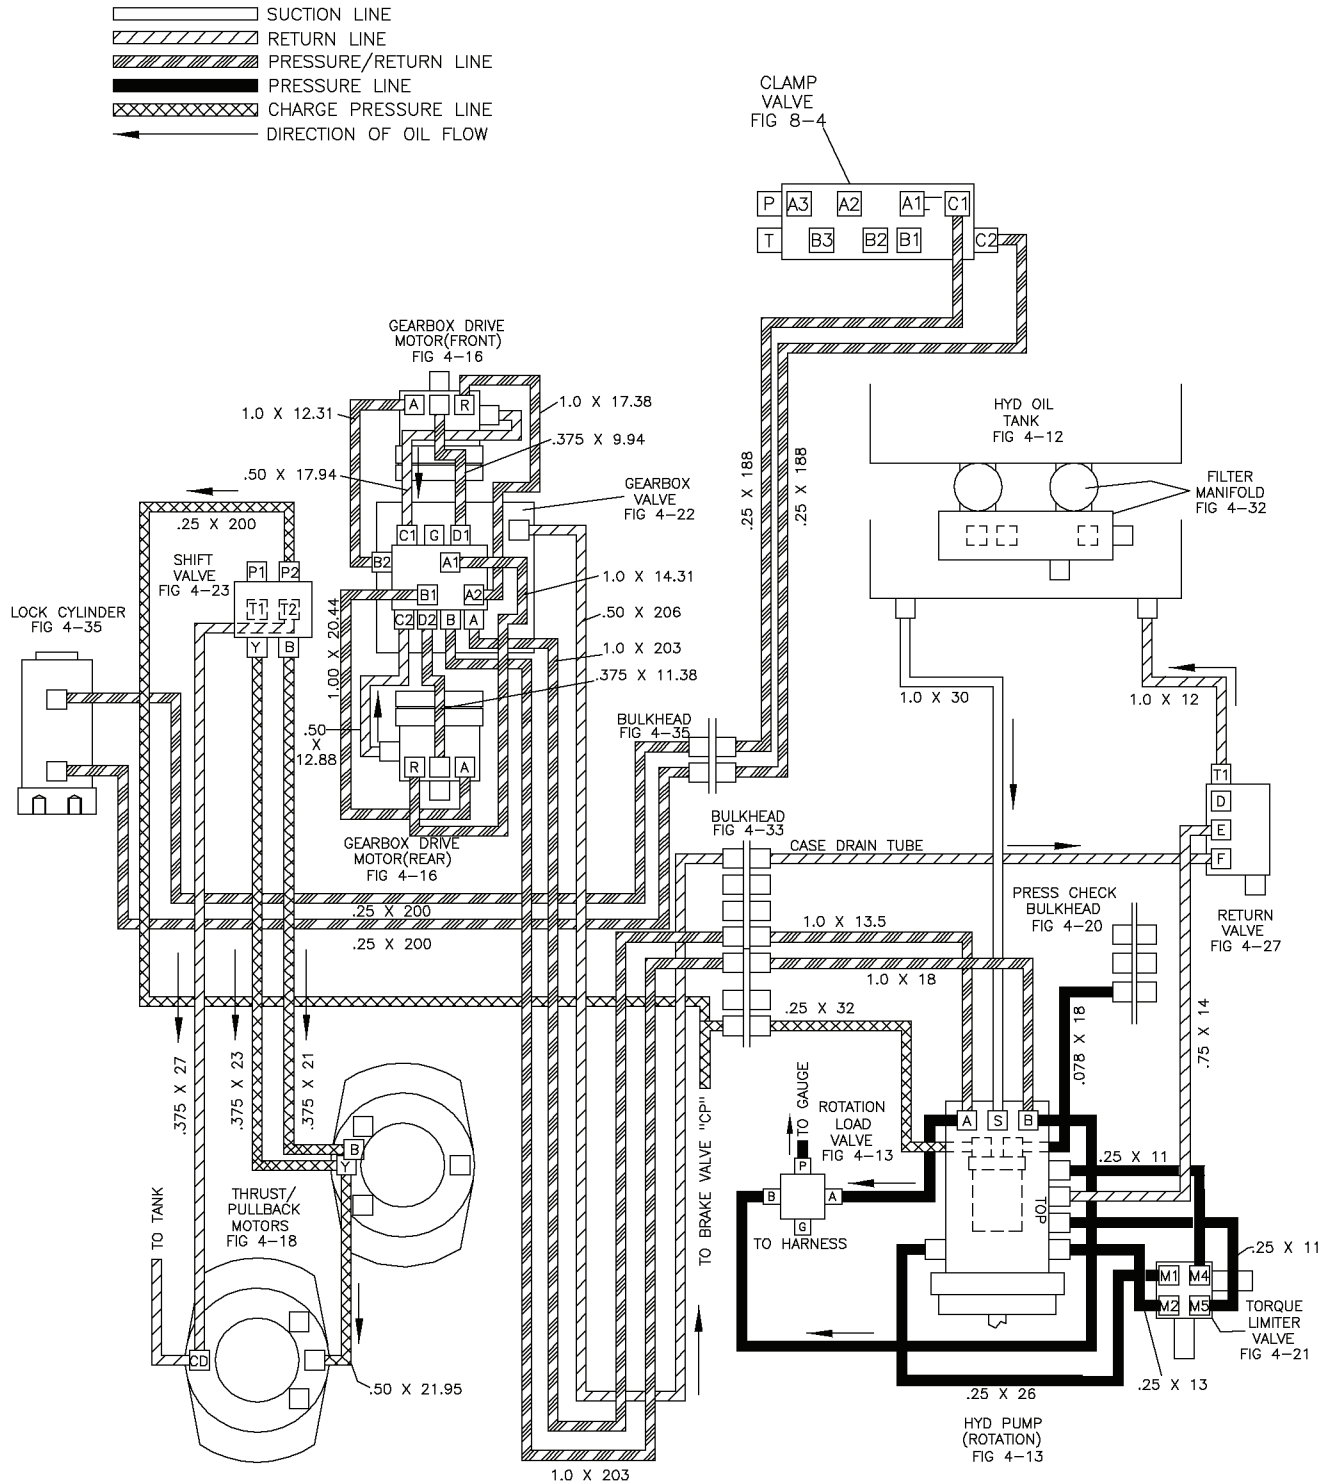 SUCTION LINE
RETURN LINE
PRESSURE/RETURN LINE
PRESSURE LINE
CHARGE PRESSURE LINE
DIRECTION OF OIL FLOW
CLAMP
VALVE
FIG 8-4
P A3 A2 A1 C1
T B3 B2 B1 C2
GEARBOX DRIVE
MOTOR(FRONT)
FIG 4-16
A R
1.0 X 12.31
1.0 X 17.38
.375 X 9.94
.50 X 17.94
GEARBOX
VALVE
FIG 4-22
C1 G D1
B2 A1
B1 A2
C2 D2 B A
1.0 X 14.31
.50 X 206
1.0 X 203
.375 X 11.38
1.00 X 20.44
.50
X
12.88
R A
GEARBOX DRIVE
MOTOR(REAR)
FIG 4-16
.25 X 188
.25 X 188
HYD OIL
TANK
FIG 4-12
FILTER
MANIFOLD
FIG 4-32
.25 X 200
SHIFT
VALVE
FIG 4-23
P1 P2
T1 T2
Y B
LOCK CYLINDER
FIG 4-35
BULKHEAD
FIG 4-35
1.0 X 30
1.0 X 12
T1
D
E
F
BULKHEAD
FIG 4-33
CASE DRAIN TUBE
PRESS CHECK
BULKHEAD
FIG 4-20
RETURN
VALVE
FIG 4-27
.25 X 200
.25 X 200
1.0 X 13.5
1.0 X 18
.25 X 32
.078 X 18
.75 X 14
.375 X 27
.375 X 23
.375 X 21
TO GAUGE
ROTATION
LOAD
VALVE
FIG 4-13
A S B
P
B A
G
TO HARNESS
TOP
.25 X 11
.25 X 11
B
Y
THRUST/
PULLBACK
MOTORS
FIG 4-18
TO TANK
CD
TO BRAKE VALVE "CP"
M1 M4
M2 M5
TORQUE
LIMITER
VALVE
FIG 4-21
.50 X 21.95
.25 X 26
.25 X 13
HYD PUMP
(ROTATION)
FIG 4-13
1.0 X 203